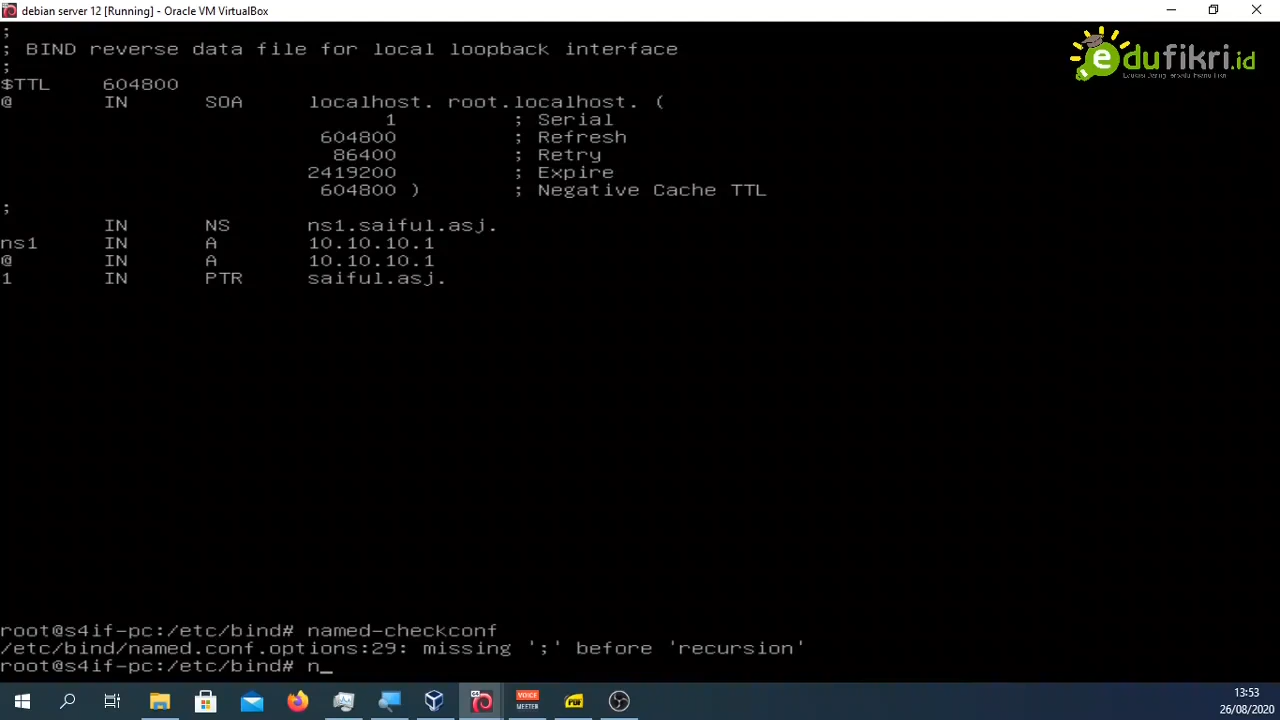 debian server 12 [Running] - Oracle VM VirtualBox
edufikri.id
;
; BIND reverse data file for local loopback interface
;
$TTL 604800
@ IN SOA localhost. root.localhost. (
1 ; Serial
604800 ; Refresh
86400 ; Retry
2419200 ; Expire
604800 ) ; Negative Cache TTL
;
IN NS ns1.saiful.asj.
ns1 IN A 10.10.10.1
@ IN A 10.10.10.1
1 IN PTR saiful.asj.
root@s4if-pc:/etc/bind# named-checkconf
/etc/bind/named.conf.options:29: missing ';' before 'recursion'
root@s4if-pc:/etc/bind# n_
VOICE
MEETER
13:53
26/08/2020